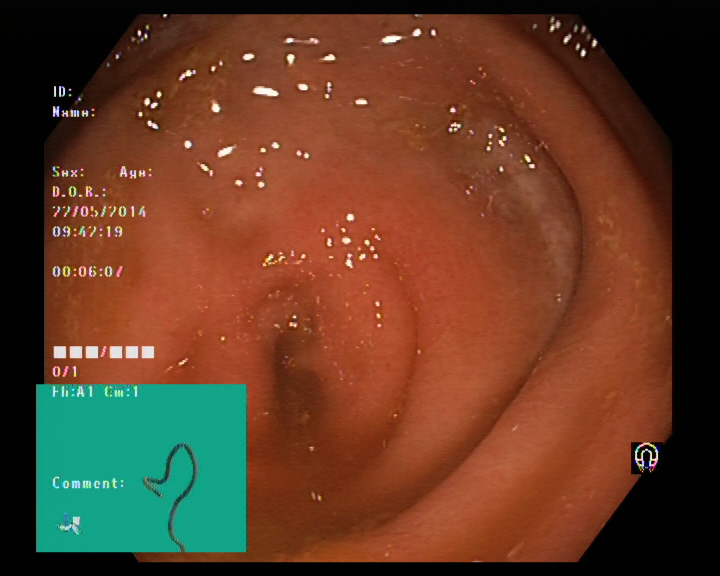 ID:
Name:
Sex: Age:
D.O.B.:
22/05/2014
09:42:19
00:06:07
■■■/■■■
0/1
Eh:A1 Cm:1
Comment: